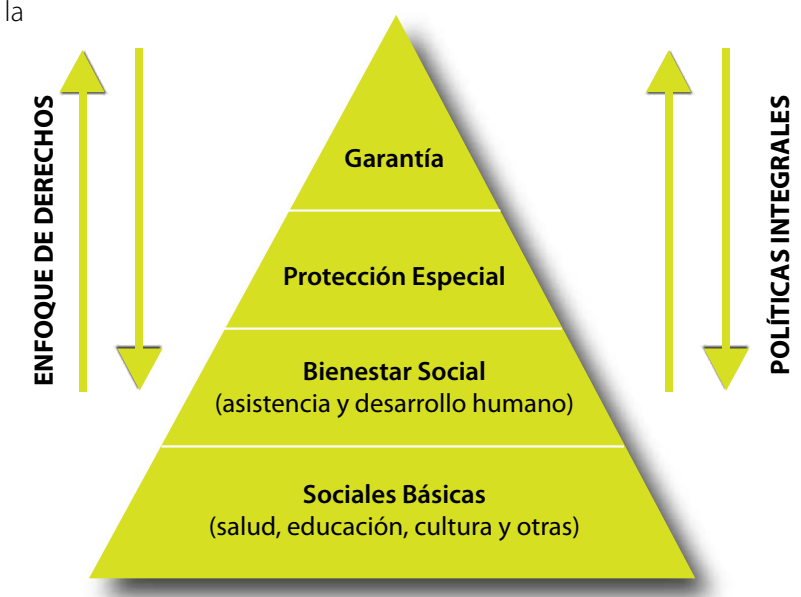 la
ENFOQUE DE DERECHOS
Garantía
Protección Especial
Bienestar Social
(asistencia y desarrollo humano)
Sociales Básicas
(salud, educación, cultura y otras)
POLÍTICAS INTEGRALES